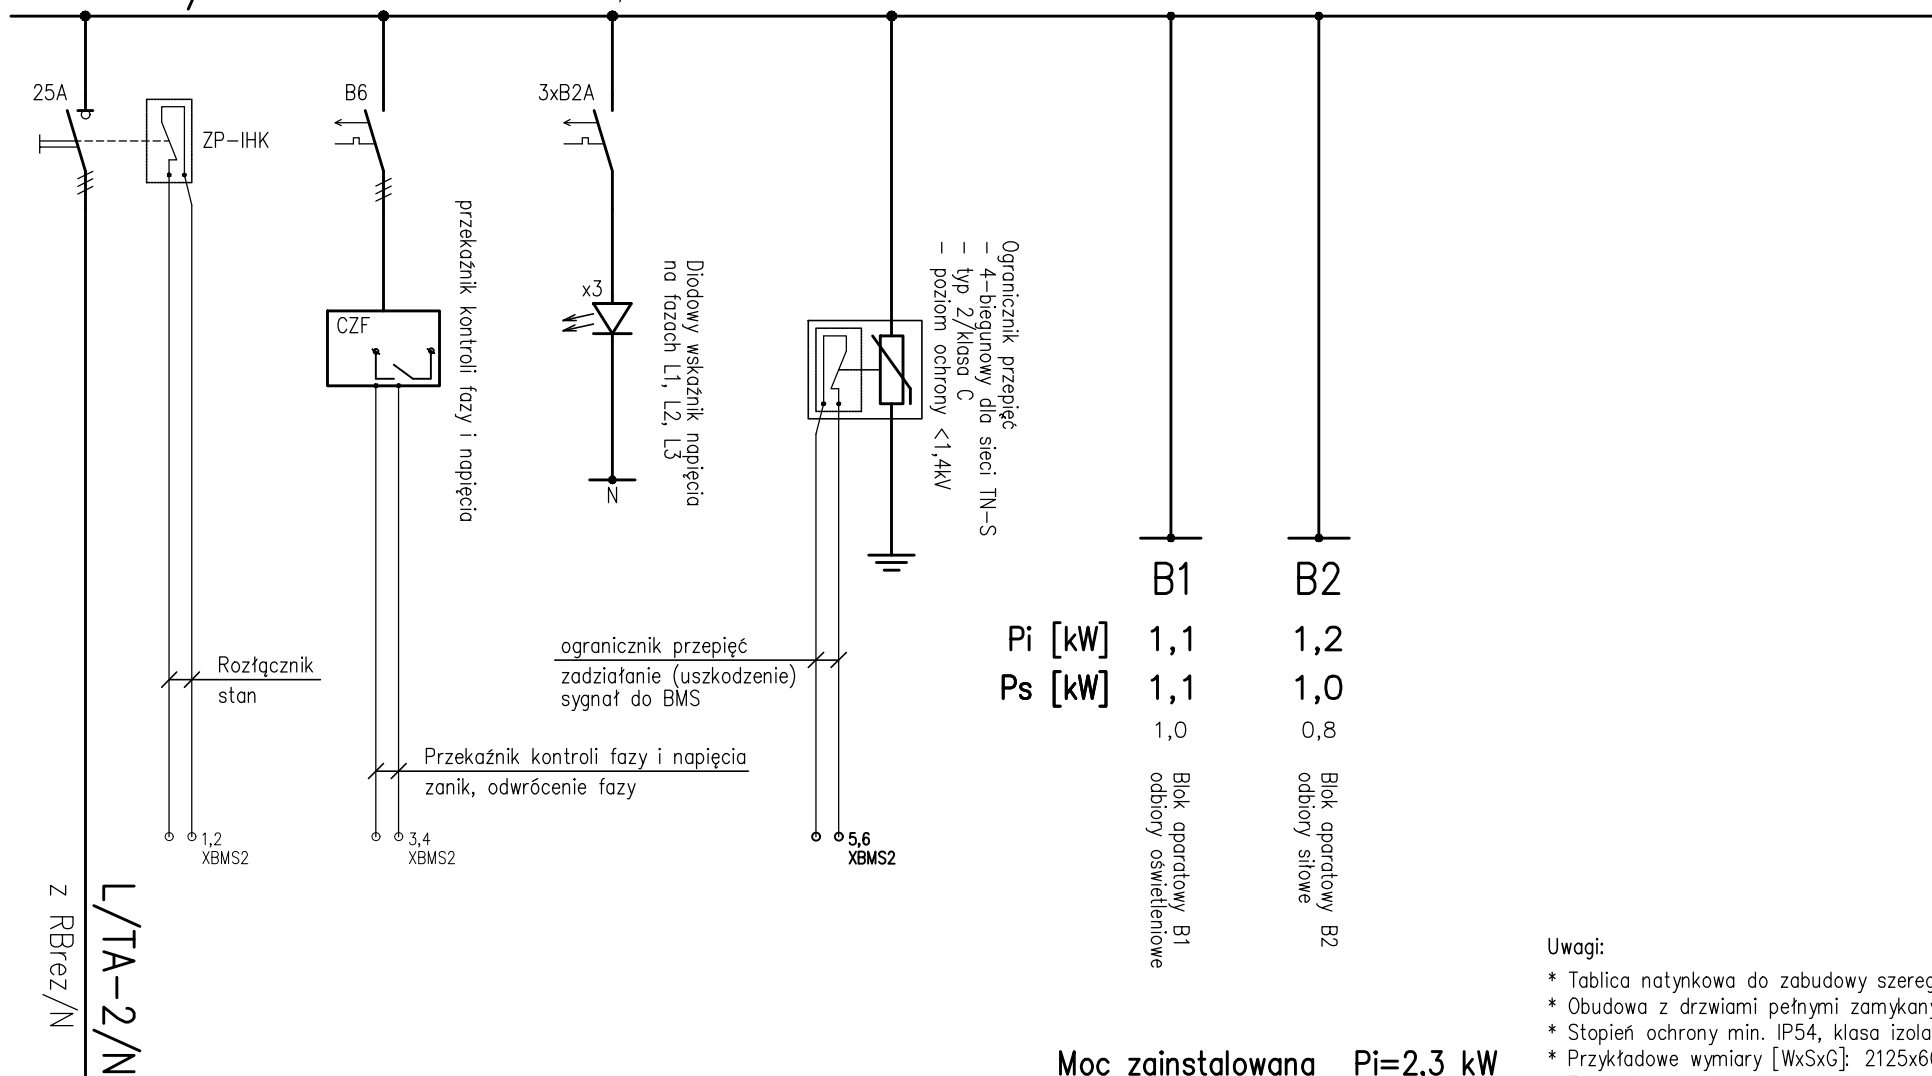 25A
ZP-IHK
B6
3xB2A
przekaźnik kontroli fazy i napięcia
CZF
x3
Diodowy wskaźnik napięcia
na fazach L1, L2, L3
N
Ogranicznik przepięć
- 4-biegunowy dla sieci TN-S
- typ 2/klasa C
- poziom ochrony <1,4kV
B1 B2
Pi [kW] 1,1 1,2
Ps [kW] 1,1 1,0
1,0 0,8
Blok aparatowy B1
odbiory oświetleniowe
Blok aparatowy B2
odbiory siłowe
Rozłącznik
stan
ogranicznik przepięć
zadziałanie (uszkodzenie)
sygnał do BMS
Przekaźnik kontroli fazy i napięcia
zanik, odwrócenie fazy
1,2
XBMS2
3,4
XBMS2
5,6
XBMS2
L/TA-2/N
z RBrez/N
Moc zainstalowana Pi=2,3 kW
Uwagi:
* Tablica natynkowa do zabudowy szereg
* Obudowa z drzwiami pełnymi zamykany
* Stopień ochrony min. IP54, klasa izola
* Przykładowe wymiary [WxSxG]: 2125x60